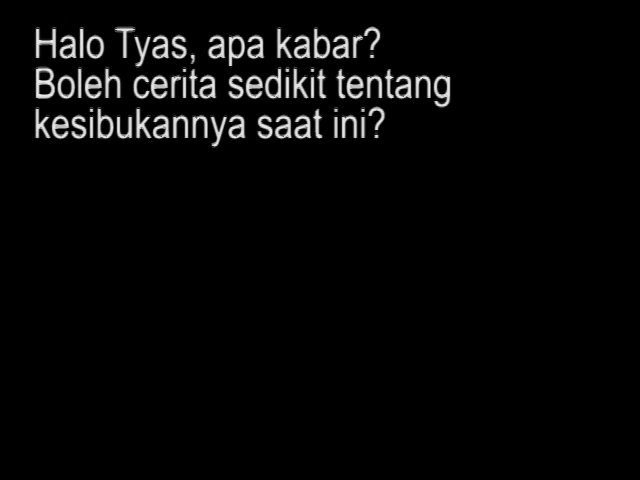 Halo Tyas, apa kabar?
Boleh cerita sedikit tentang
kesibukannya saat ini?